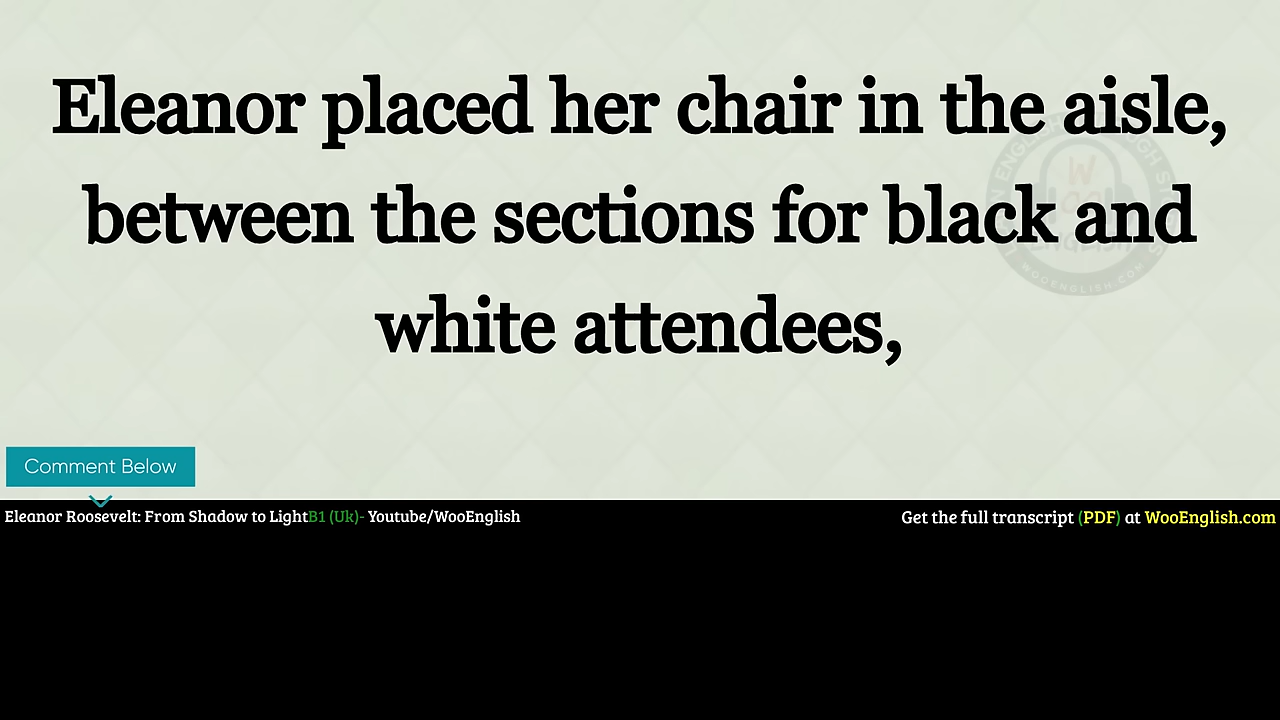 Eleanor placed her chair in the aisle,
between the sections for black and
white attendees,
Comment Below
Eleanor Roosevelt: From Shadow to LightB1 (Uk)- Youtube/WooEnglish
Get the full transcript (PDF) at WooEnglish.com